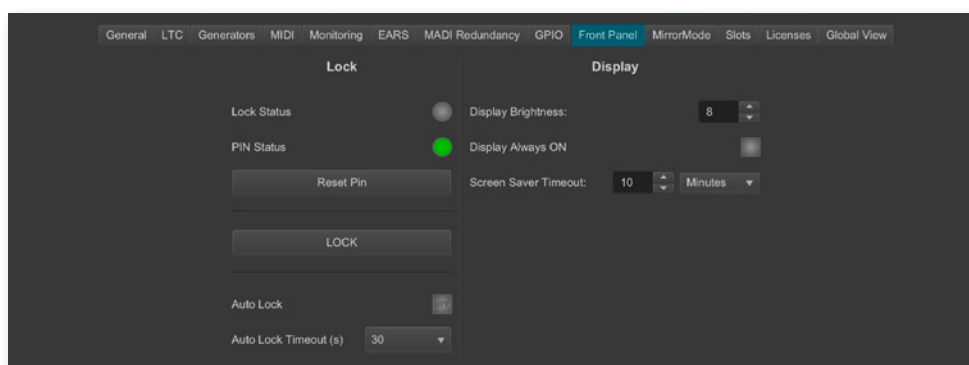 General LTC Generators MIDI Monitoring EARS MADI Redundancy GPIO Front Panel MirrorMode Slots Licenses Global View
Lock
Lock Status
PIN Status
Reset Pin
LOCK
Auto Lock OFF
Auto Lock Timeout (s) 30
Display
Display Brightness: 8
Display Always ON
Screen Saver Timeout: 10 Minutes